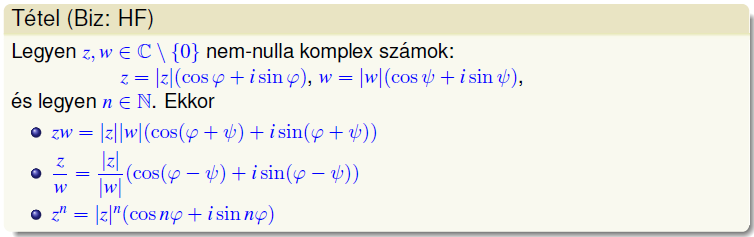 Tétel (Biz: HF)
Legyen z, w ∈ ℂ \ {0} nem-nulla komplex számok:
z = |z|(cos φ + i sin φ), w = |w|(cos ψ + i sin ψ),
és legyen n ∈ ℕ. Ekkor
zw = |z||w|(cos(φ + ψ) + i sin(φ + ψ))
z/w = |z|/|w| (cos(φ − ψ) + i sin(φ − ψ))
zⁿ = |z|ⁿ(cos nφ + i sin nφ)